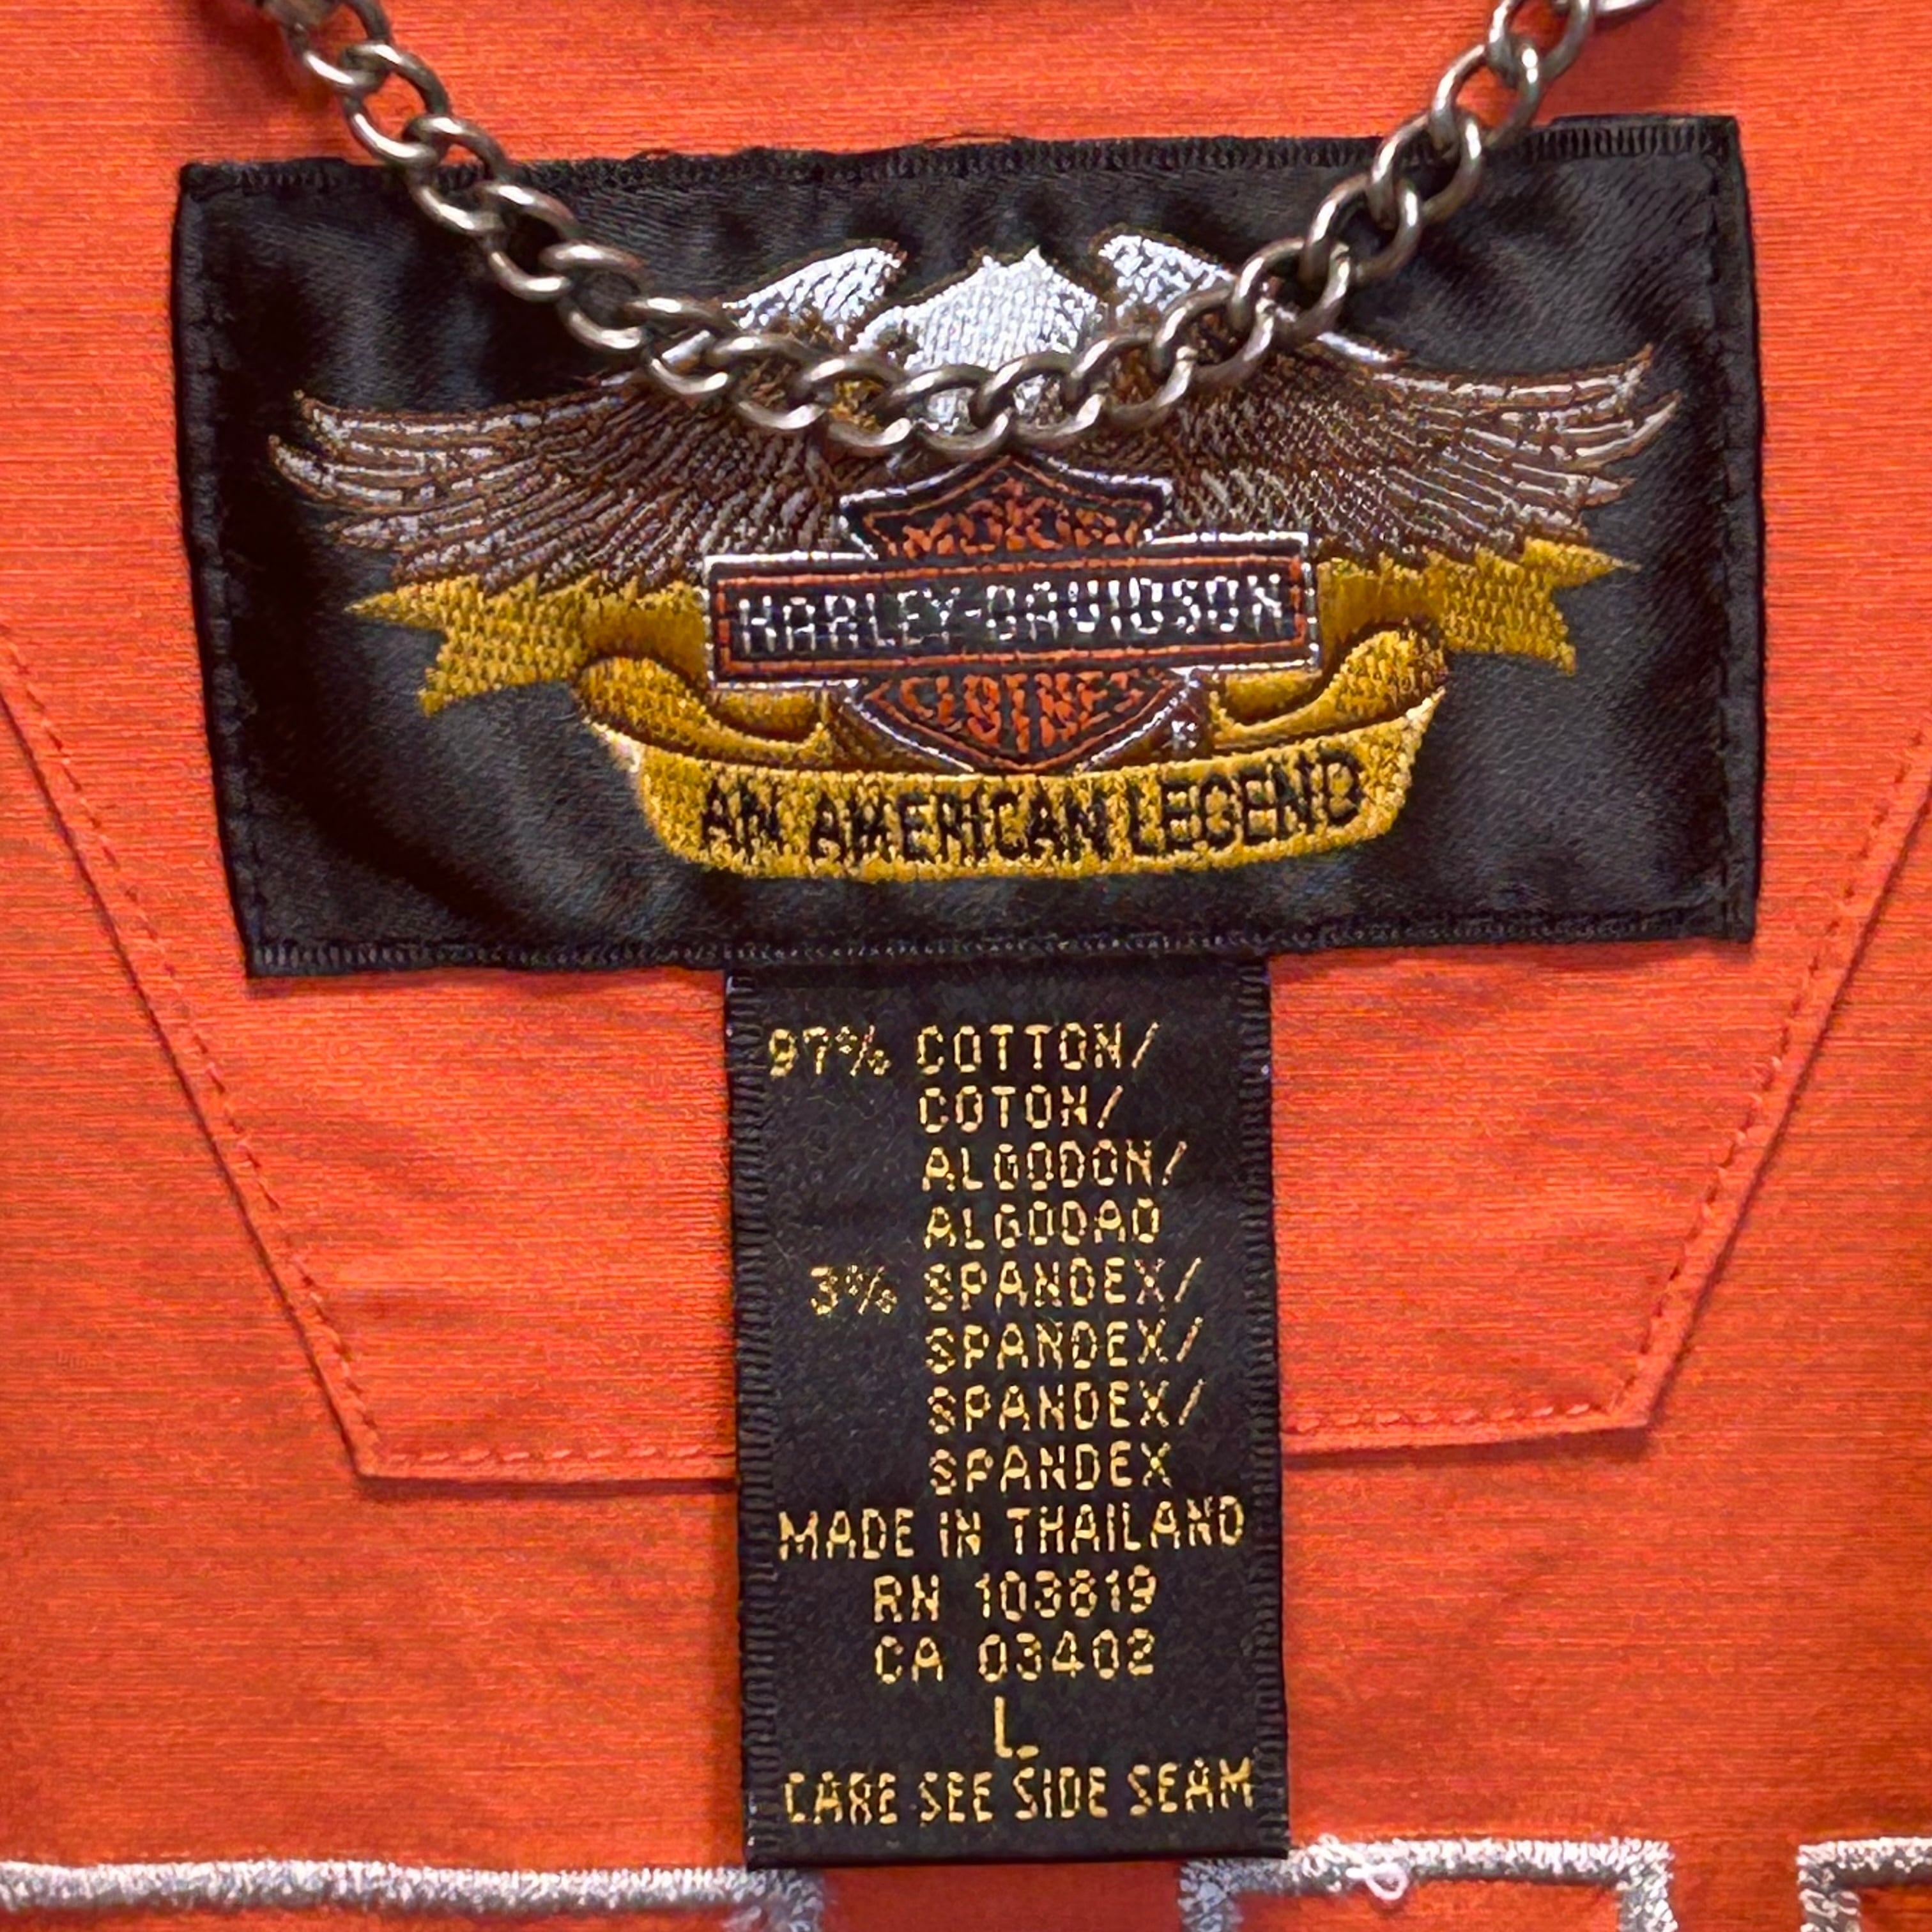 MOTOR
HARLEY-DAVIDSON
CLOTHES
AN AMERICAN LEGEND
97% COTTON/
COTON/
ALGODON/
ALGODAO
3% SPANDEX/
SPANDEX/
SPANDEX/
SPANDEX
MADE IN THAILAND
RN 103819
CA 03402
L
CARE SEE SIDE SEAM